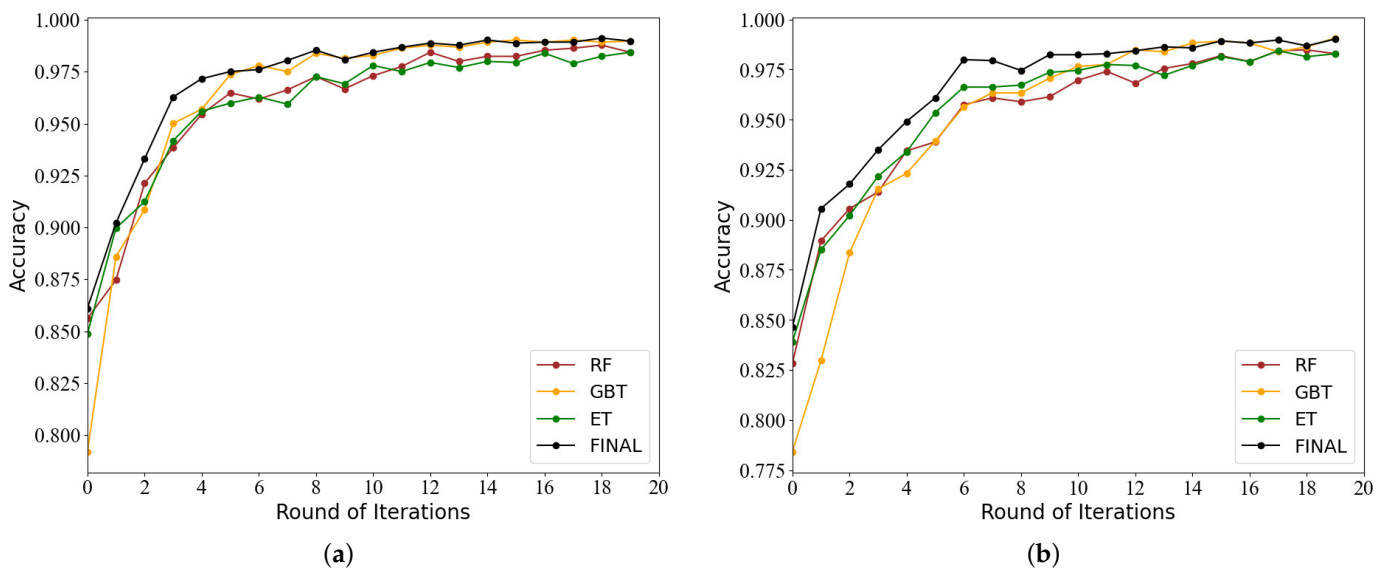 1.000
0.975
0.950
0.925
0.900
0.875
0.850
0.825
0.800
Accuracy
RF
GBT
ET
FINAL
0 2 4 6 8 10 12 14 16 18 20
Round of Iterations
(a)
1.000
0.975
0.950
0.925
0.900
0.875
0.850
0.825
0.800
0.775
Accuracy
RF
GBT
ET
FINAL
0 2 4 6 8 10 12 14 16 18 20
Round of Iterations
(b)